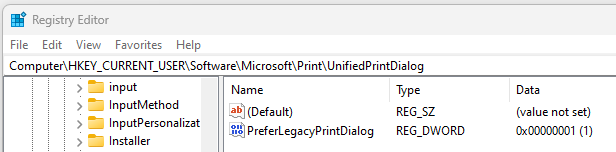 Registry Editor
File Edit View Favorites Help
Computer\HKEY_CURRENT_USER\Software\Microsoft\Print\UnifiedPrintDialog
input
InputMethod
InputPersonalizat
Installer
Name Type Data
(Default) REG_SZ (value not set)
PreferLegacyPrintDialog REG_DWORD 0x00000001 (1)